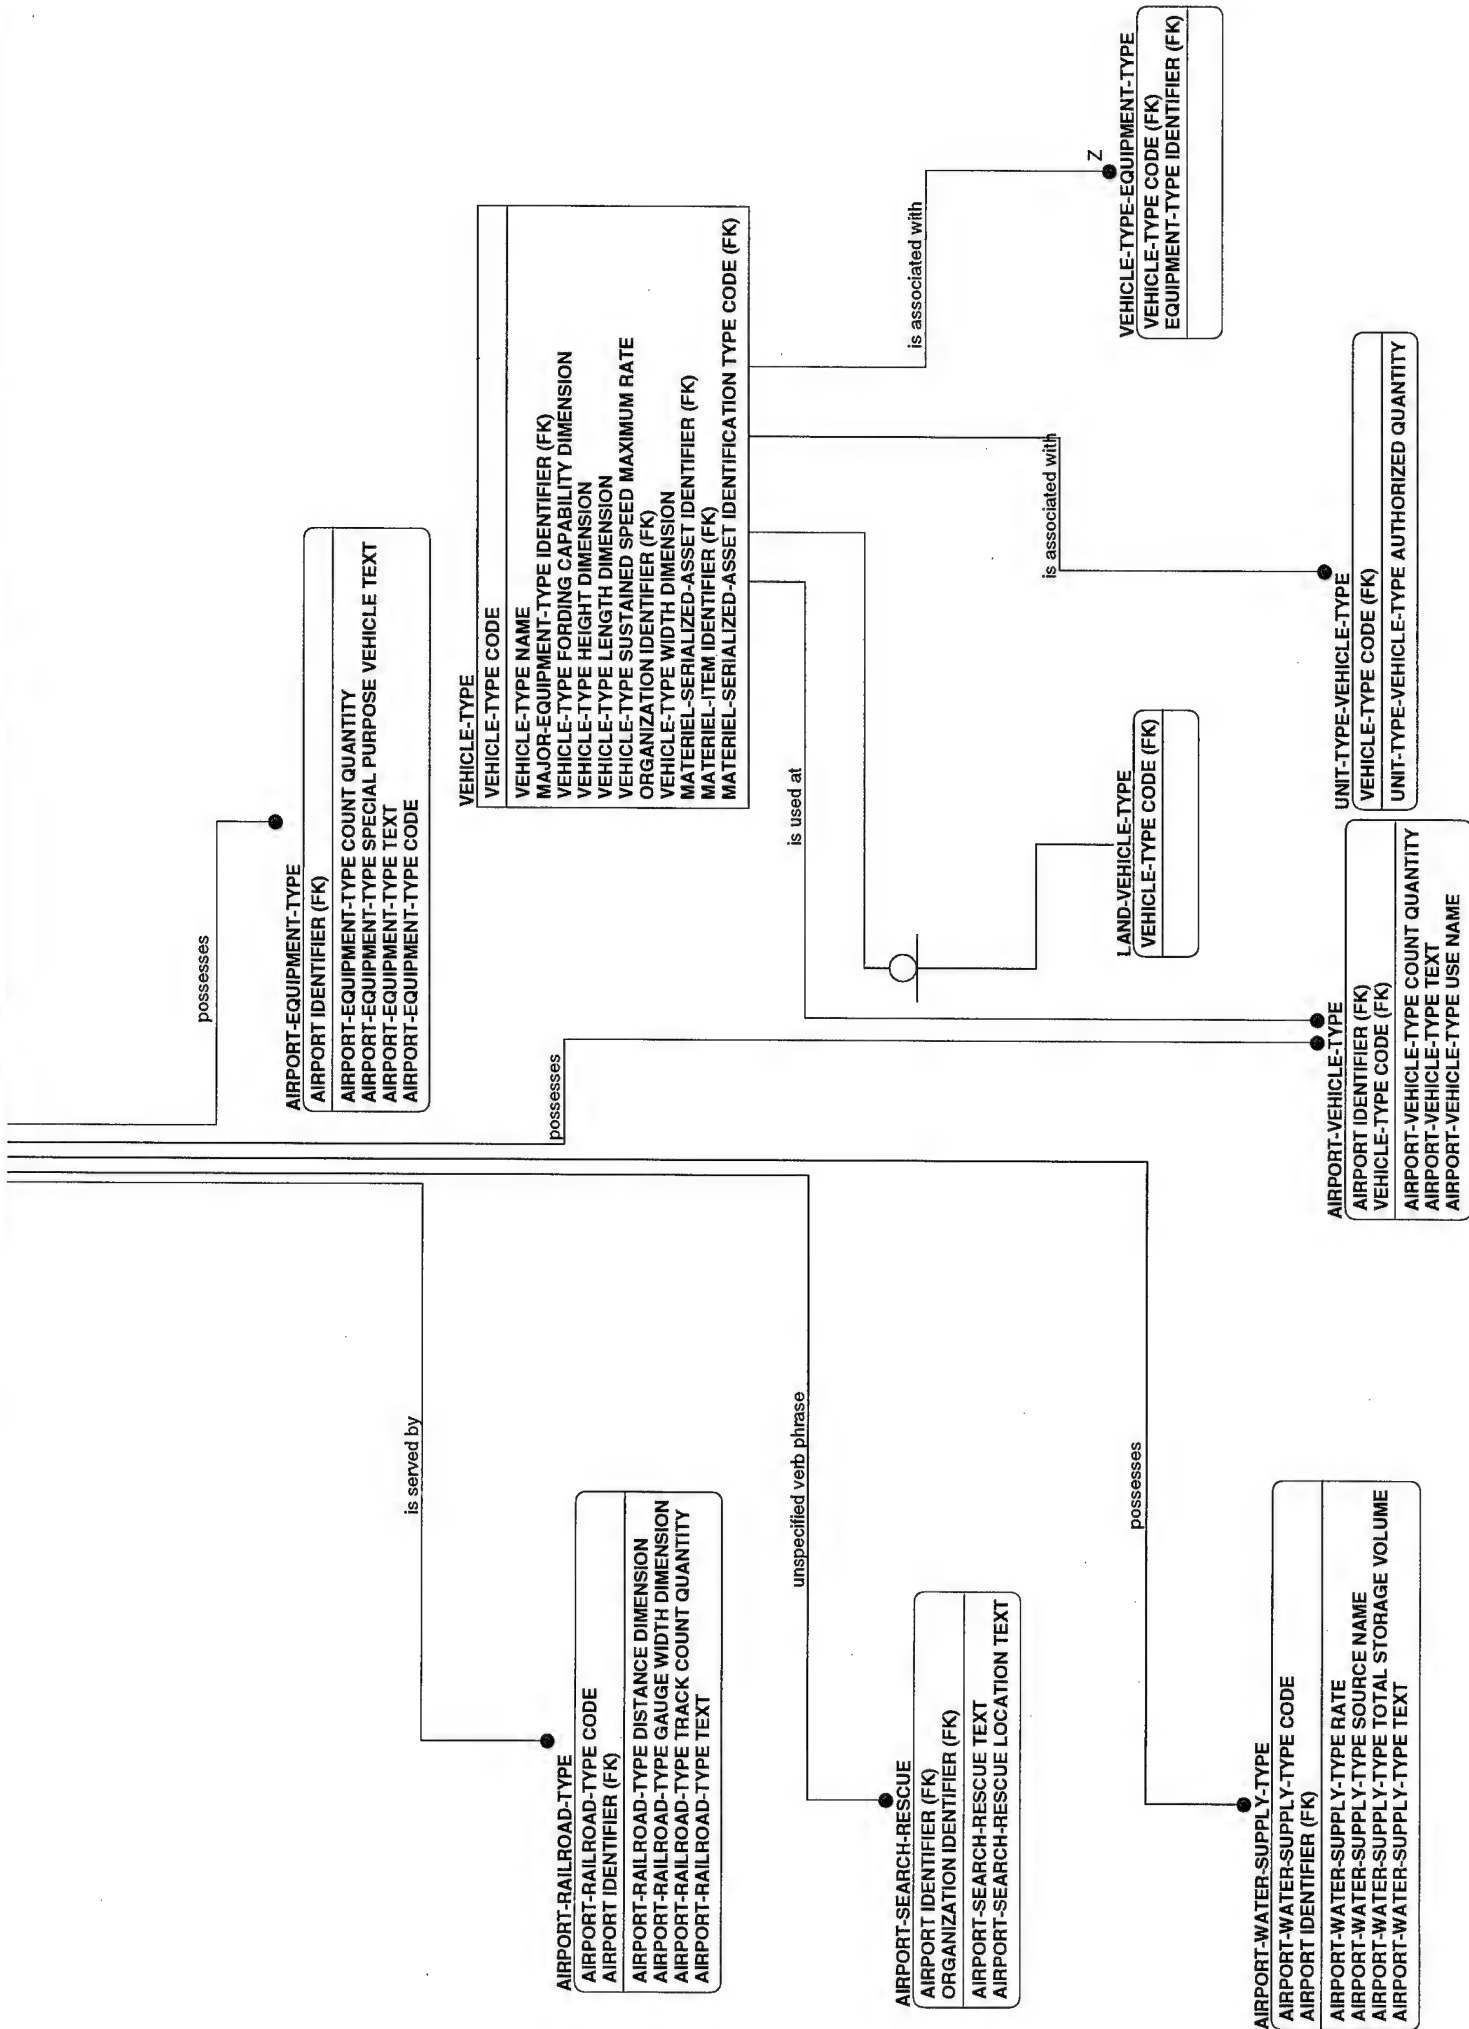 possesses
AIRPORT-EQUIPMENT-TYPE
AIRPORT IDENTIFIER (FK)
AIRPORT-EQUIPMENT-TYPE COUNT QUANTITY
AIRPORT-EQUIPMENT-TYPE SPECIAL PURPOSE VEHICLE TEXT
AIRPORT-EQUIPMENT-TYPE TEXT
AIRPORT-EQUIPMENT-TYPE CODE
is served by
AIRPORT-RAILROAD-TYPE
AIRPORT-RAILROAD-TYPE CODE
AIRPORT IDENTIFIER (FK)
AIRPORT-RAILROAD-TYPE DISTANCE DIMENSION
AIRPORT-RAILROAD-TYPE GAUGE WIDTH DIMENSION
AIRPORT-RAILROAD-TYPE TRACK COUNT QUANTITY
AIRPORT-RAILROAD-TYPE TEXT
possesses
VEHICLE-TYPE
VEHICLE-TYPE CODE
VEHICLE-TYPE NAME
MAJOR-EQUIPMENT-TYPE IDENTIFIER (FK)
VEHICLE-TYPE FORDING CAPABILITY DIMENSION
VEHICLE-TYPE HEIGHT DIMENSION
VEHICLE-TYPE LENGTH DIMENSION
VEHICLE-TYPE SUSTAINED SPEED MAXIMUM RATE
ORGANIZATION IDENTIFIER (FK)
VEHICLE-TYPE WIDTH DIMENSION
MATERIEL-SERIALIZED-ASSET IDENTIFIER (FK)
MATERIEL-ITEM IDENTIFIER (FK)
MATERIEL-SERIALIZED-ASSET IDENTIFICATION TYPE CODE (FK)
unspecified verb phrase
AIRPORT-SEARCH-RESCUE
AIRPORT IDENTIFIER (FK)
ORGANIZATION IDENTIFIER (FK)
AIRPORT-SEARCH-RESCUE TEXT
AIRPORT-SEARCH-RESCUE LOCATION TEXT
is used at
is associated with
is associated with
LAND-VEHICLE-TYPE
VEHICLE-TYPE CODE (FK)
Z
VEHICLE-TYPE-EQUIPMENT-TYPE
VEHICLE-TYPE CODE (FK)
EQUIPMENT-TYPE IDENTIFIER (FK)
possesses
AIRPORT-WATER-SUPPLY-TYPE
AIRPORT-WATER-SUPPLY-TYPE CODE
AIRPORT IDENTIFIER (FK)
AIRPORT-WATER-SUPPLY-TYPE RATE
AIRPORT-WATER-SUPPLY-TYPE SOURCE NAME
AIRPORT-WATER-SUPPLY-TYPE TOTAL STORAGE VOLUME
AIRPORT-WATER-SUPPLY-TYPE TEXT
AIRPORT-VEHICLE-TYPE
AIRPORT IDENTIFIER (FK)
VEHICLE-TYPE CODE (FK)
AIRPORT-VEHICLE-TYPE COUNT QUANTITY
AIRPORT-VEHICLE-TYPE TEXT
AIRPORT-VEHICLE-TYPE USE NAME
UNIT-TYPE-VEHICLE-TYPE
VEHICLE-TYPE CODE (FK)
UNIT-TYPE-VEHICLE-TYPE AUTHORIZED QUANTITY